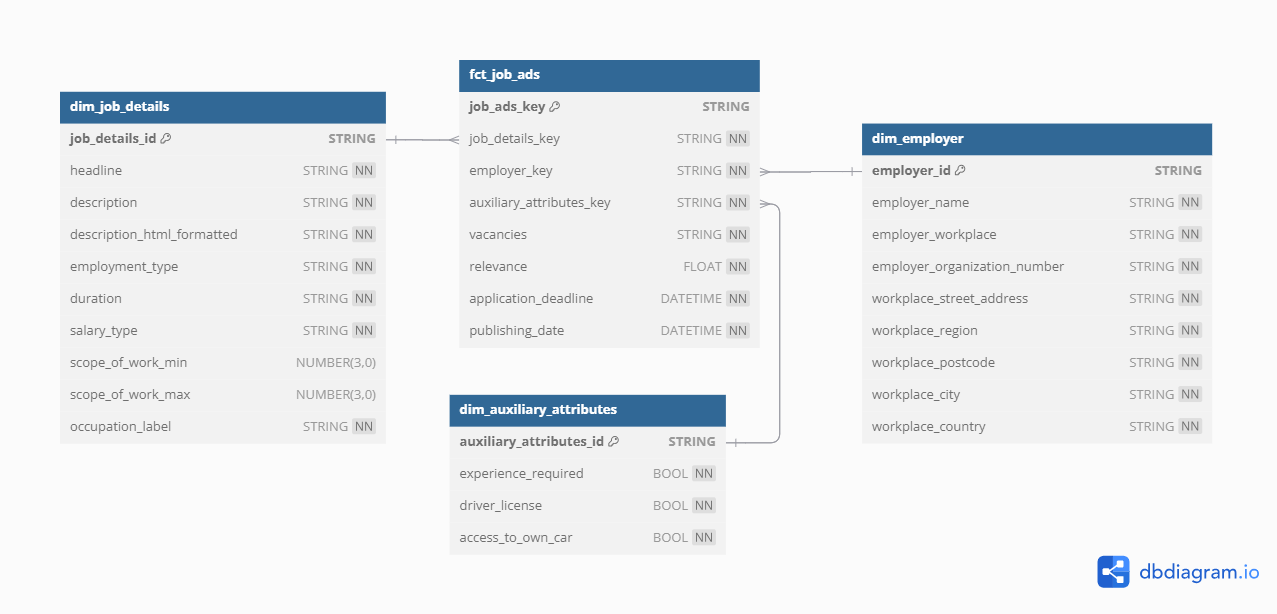 dim_job_details
job_details_id STRING
headline STRING NN
description STRING NN
description_html_formatted STRING NN
employment_type STRING NN
duration STRING NN
salary_type STRING NN
scope_of_work_min NUMBER(3,0)
scope_of_work_max NUMBER(3,0)
occupation_label STRING NN
fct_job_ads
job_ads_key STRING
job_details_key STRING NN
employer_key STRING NN
auxiliary_attributes_key STRING NN
vacancies STRING NN
relevance FLOAT NN
application_deadline DATETIME NN
publishing_date DATETIME NN
dim_auxiliary_attributes
auxiliary_attributes_id STRING
experience_required BOOL NN
driver_license BOOL NN
access_to_own_car BOOL NN
dim_employer
employer_id STRING
employer_name STRING NN
employer_workplace STRING NN
employer_organization_number STRING NN
workplace_street_address STRING NN
workplace_region STRING NN
workplace_postcode STRING NN
workplace_city STRING NN
workplace_country STRING NN
dbdiagram.io